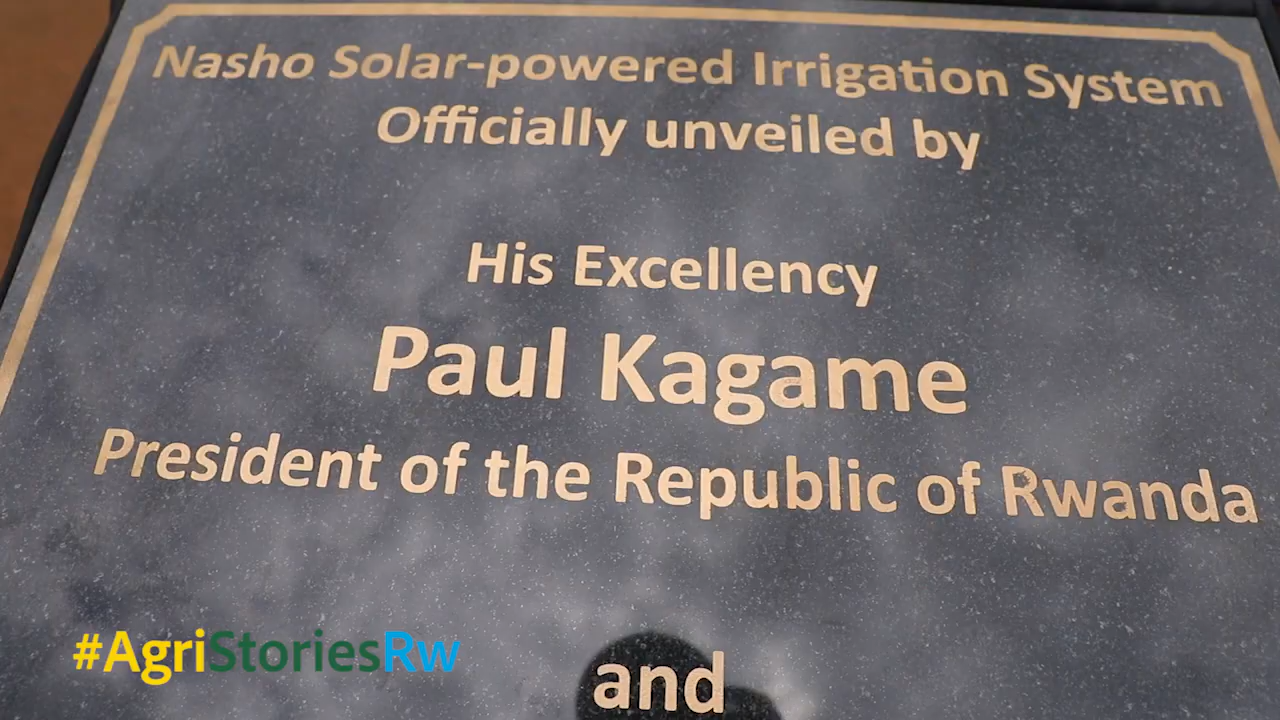 Nasho Solar-powered Irrigation System
Officially unveiled by
His Excellency
Paul Kagame
President of the Republic of Rwanda
and
#AgriStoriesRw